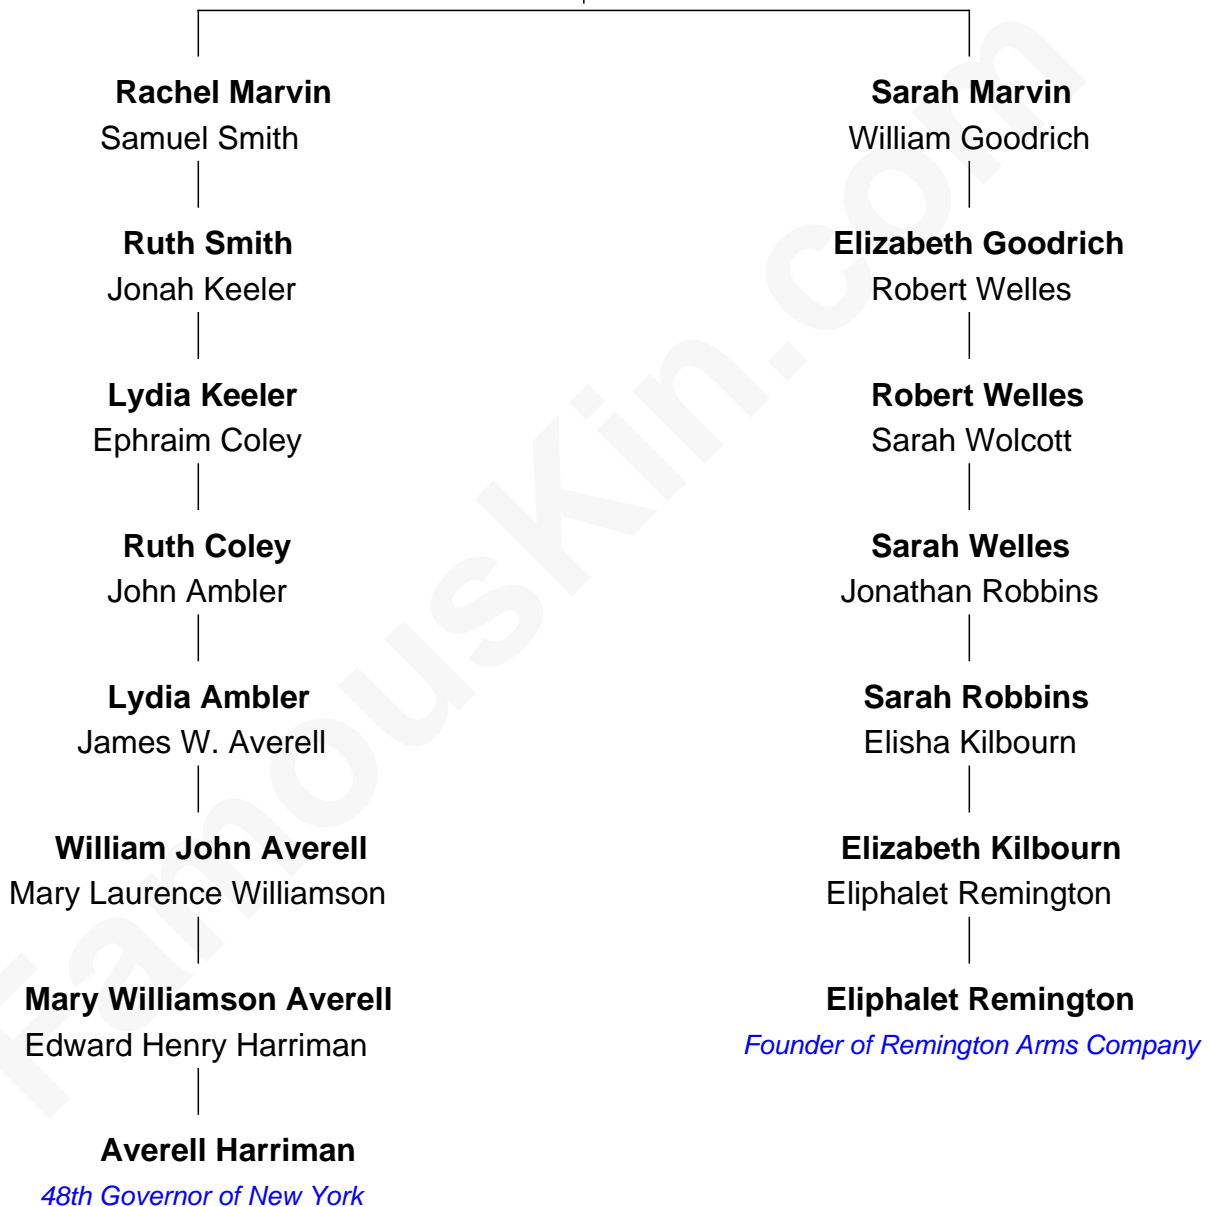 Rachel Marvin
Samuel Smith
Ruth Smith
Jonah Keeler
Lydia Keeler
Ephraim Coley
Ruth Coley
John Ambler
Lydia Ambler
James W. Averell
William John Averell
Mary Laurence Williamson
Mary Williamson Averell
Edward Henry Harriman
Averell Harriman
48th Governor of New York
Sarah Marvin
William Goodrich
Elizabeth Goodrich
Robert Welles
Robert Welles
Sarah Wolcott
Sarah Welles
Jonathan Robbins
Sarah Robbins
Elisha Kilbourn
Elizabeth Kilbourn
Eliphalet Remington
Eliphalet Remington
Founder of Remington Arms Company
FamousKin.com